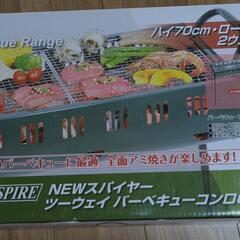 ue Range
ハイ70cm・ロー
2ウ
バーベキューに最適、全面アミ焼きが楽しめます!
SPIRE
NEWスパイヤー
ツーウェイ バーベキューコンロ